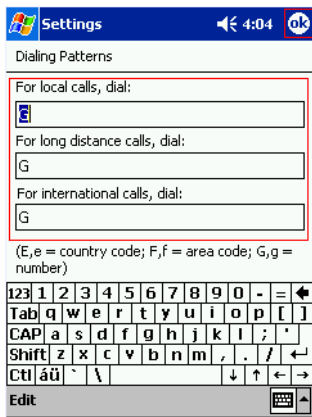 Settings 4:04 ok
Dialing Patterns
For local calls, dial:
G
For long distance calls, dial:
G
For international calls, dial:
G
(E,e = country code; F,f = area code; G,g =
number)
123 1 2 3 4 5 6 7 8 9 0 - =
Tab q w e r t y u i o p [ ]
CAP a s d f g h j k l ; '
Shift z x c v b n m , . /
Ctl áü ` \
Edit